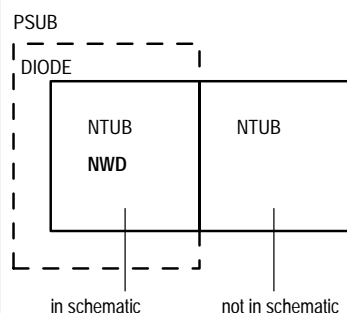 PSUB
DIODE
NTUB NTUB
NWD
in schematic not in schematic